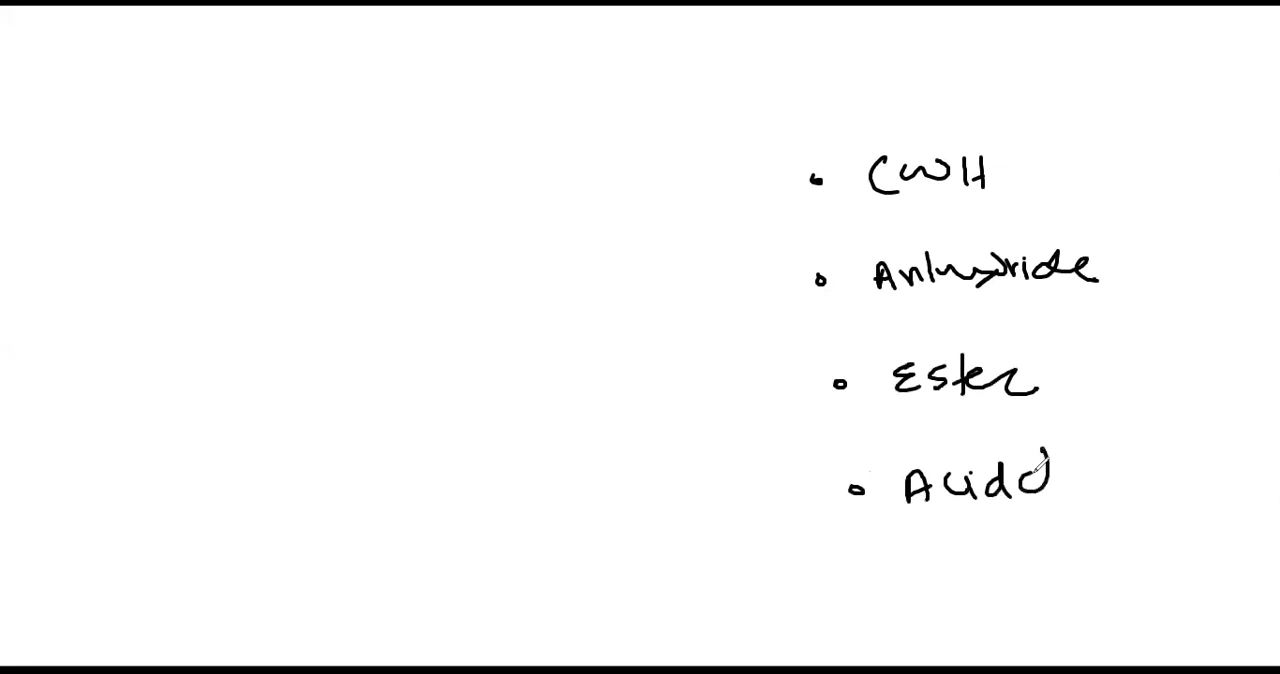 • COOH
• Anhydride
• Ester
• Acid